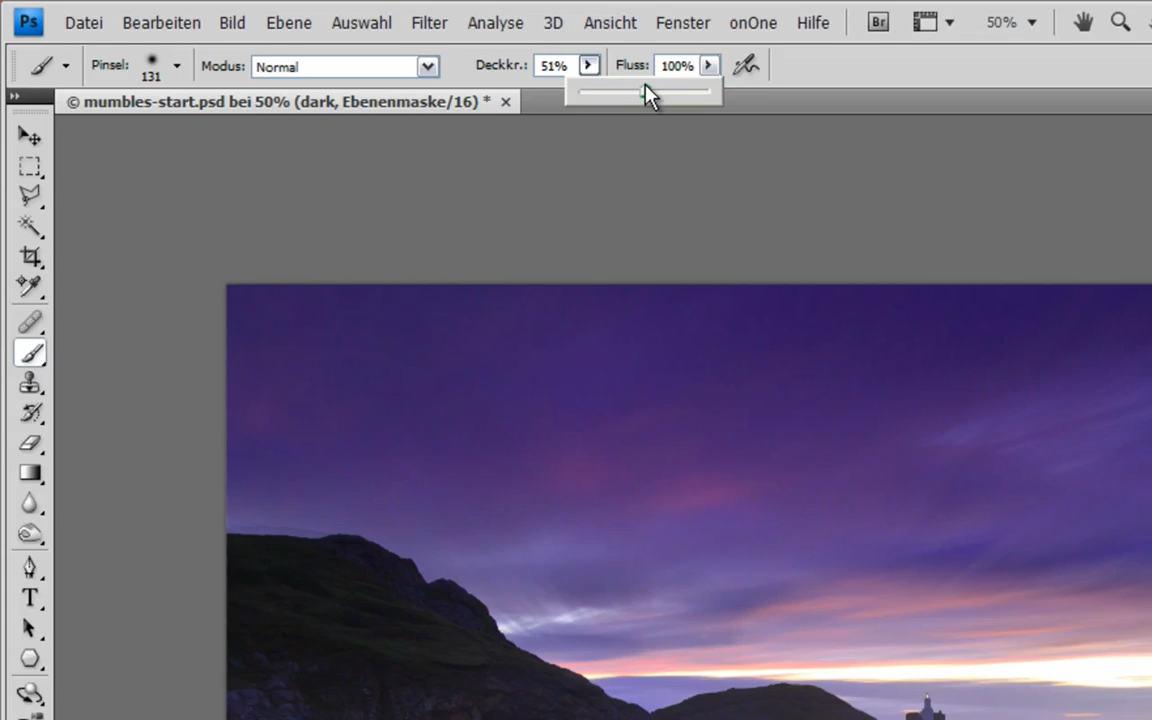 Ps Datei Bearbeiten Bild Ebene Auswahl Filter Analyse 3D Ansicht Fenster onOne Hilfe Br 50%
Pinsel: 131 Modus: Normal Deckkr.: 51% Fluss: 100%
© mumbles-start.psd bei 50% (dark, Ebenenmaske/16) *
T